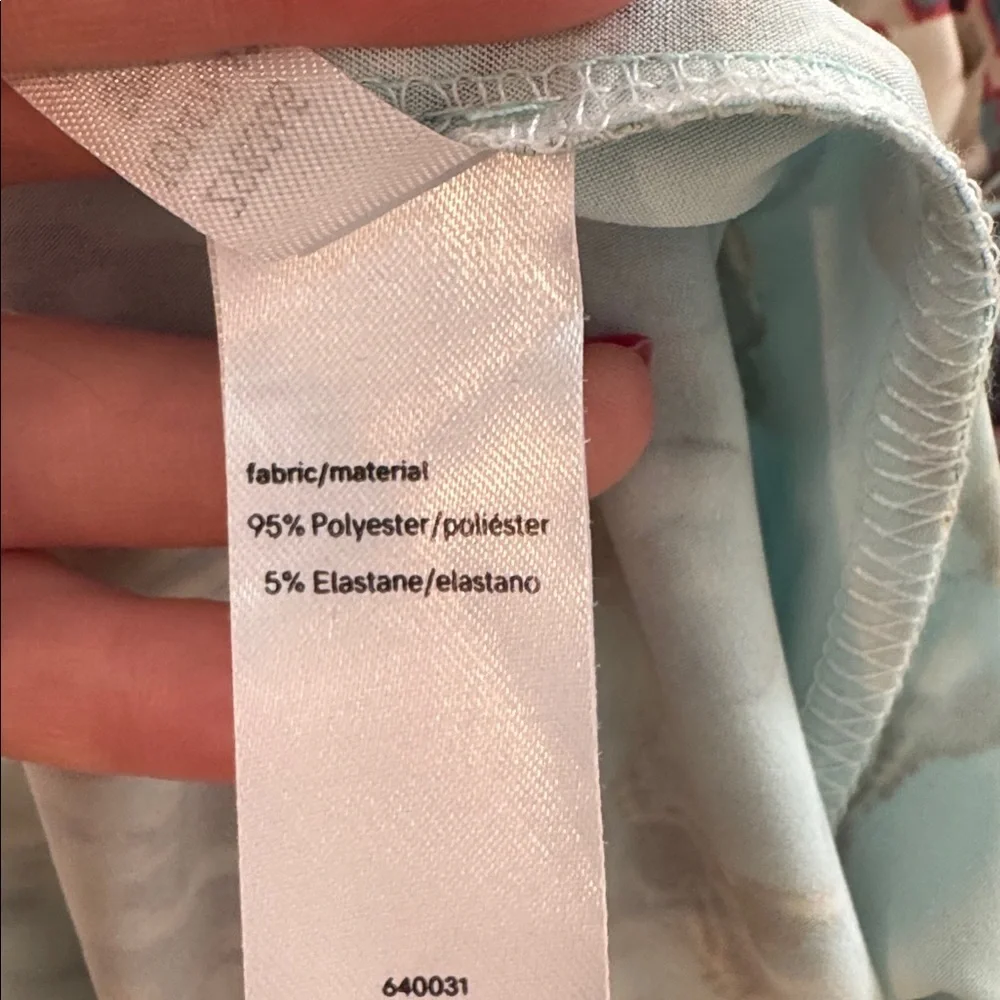 fabric/material
95% Polyester/poliéster
5% Elastane/elastano
640031